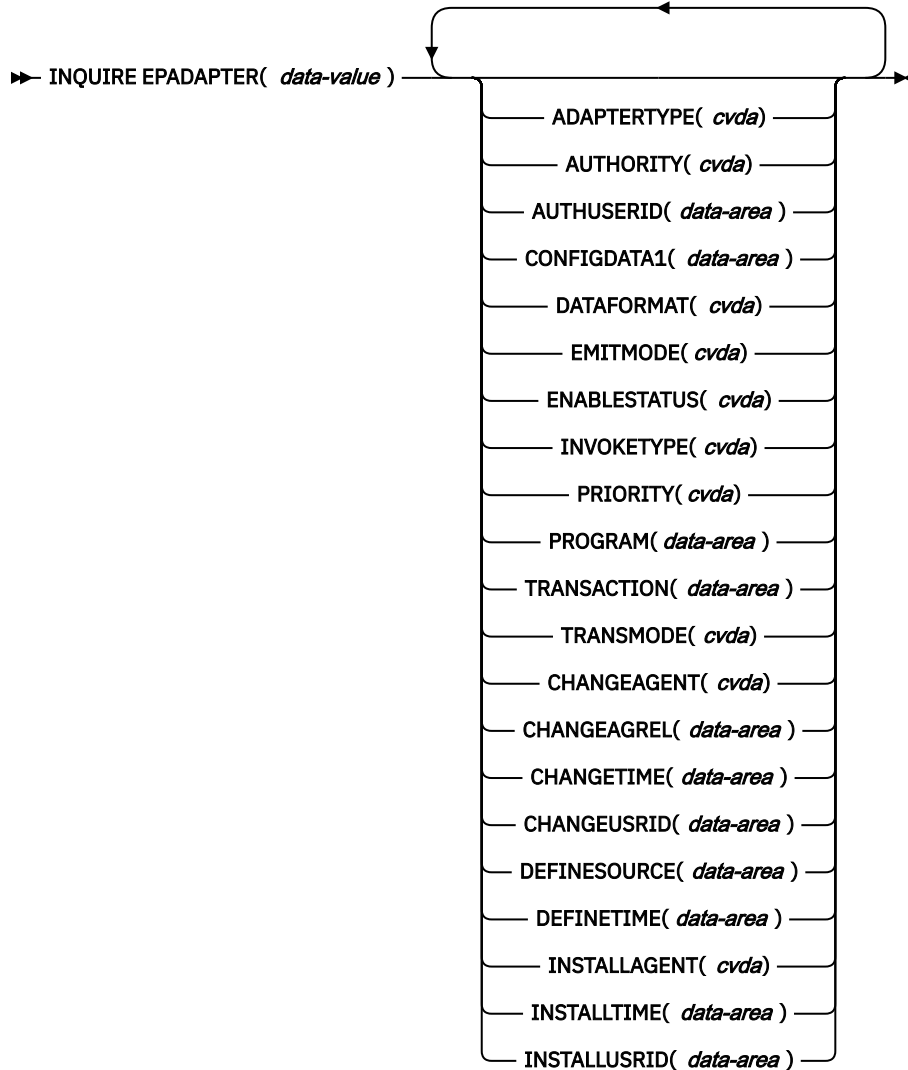 INQUIRE EPADAPTER( data-value )
ADAPTERTYPE( cvda)
AUTHORITY( cvda)
AUTHUSERID( data-area )
CONFIGDATA1( data-area )
DATAFORMAT( cvda)
EMITMODE( cvda)
ENABLESTATUS( cvda)
INVOKETYPE( cvda)
PRIORITY( cvda)
PROGRAM( data-area )
TRANSACTION( data-area )
TRANSMODE( cvda)
CHANGEAGENT( cvda)
CHANGEAGREL( data-area )
CHANGETIME( data-area )
CHANGEUSRID( data-area )
DEFINESOURCE( data-area )
DEFINETIME( data-area )
INSTALLAGENT( cvda)
INSTALLTIME( data-area )
INSTALLUSRID( data-area )